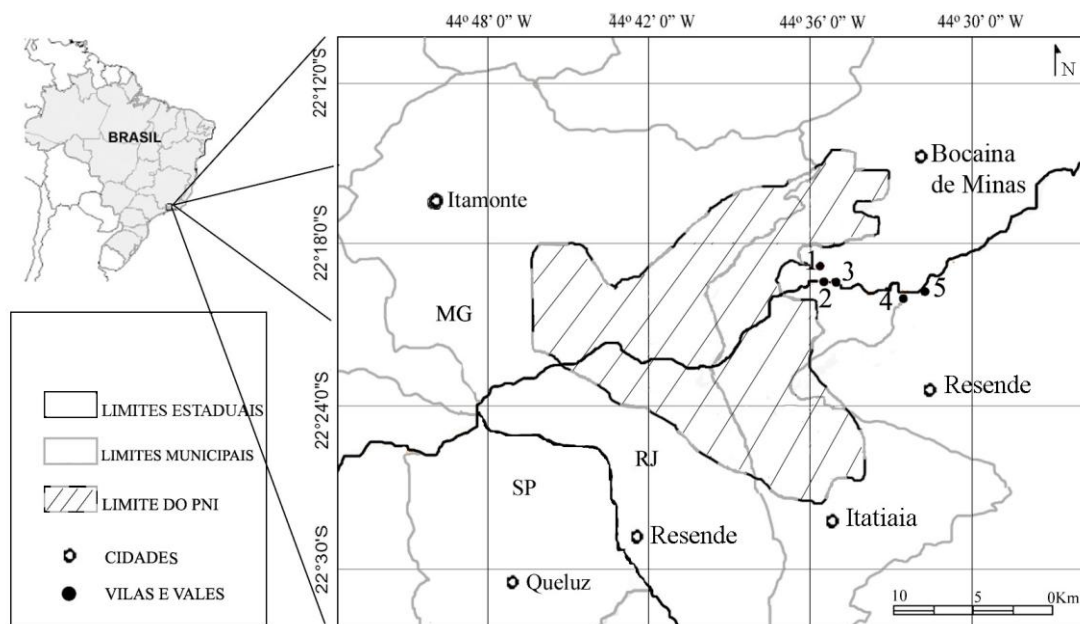 44º 48' 0'' W
44º 42' 0'' W
44º 36' 0'' W
44º 30' 0'' W
22°12'0"S
22°18'0"S
22°24'0"S
22°30'0"S
N
BRASIL
Bocaina
de Minas
Itamonte
1
2
3
4
5
MG
Resende
RJ
SP
Itatiaia
Resende
Queluz
LIMITES ESTADUAIS
LIMITES MUNICIPAIS
LIMITE DO PNI
CIDADES
VILAS E VALES
10 5 0Km